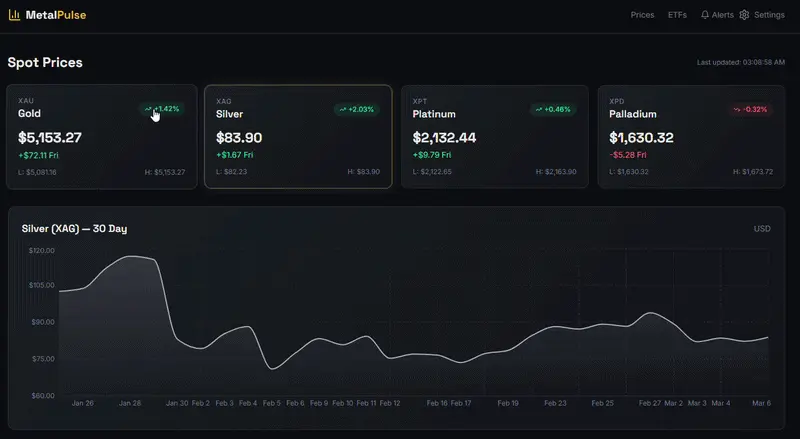 MetalPulse
Prices ETFs Alerts Settings
Spot Prices
Last updated: 03:08:58 AM
XAU
Gold
+1.42%
$5,153.27
+$72.11 Fri
L: $5,081.16 H: $5,153.27
XAG
Silver
+2.03%
$83.90
+$1.67 Fri
L: $82.23 H: $83.90
XPT
Platinum
+0.46%
$2,132.44
+$9.79 Fri
L: $2,122.65 H: $2,163.90
XPD
Palladium
-0.32%
$1,630.32
-$5.28 Fri
L: $1,630.32 H: $1,673.72
Silver (XAG) — 30 Day
USD
$120.00
$105.00
$90.00
$75.00
$60.00
Jan 26 Jan 28 Jan 30 Feb 2 Feb 3 Feb 4 Feb 5 Feb 6 Feb 9 Feb 10 Feb 11 Feb 12 Feb 16 Feb 17 Feb 19 Feb 23 Feb 25 Feb 27 Mar 2 Mar 3 Mar 4 Mar 6